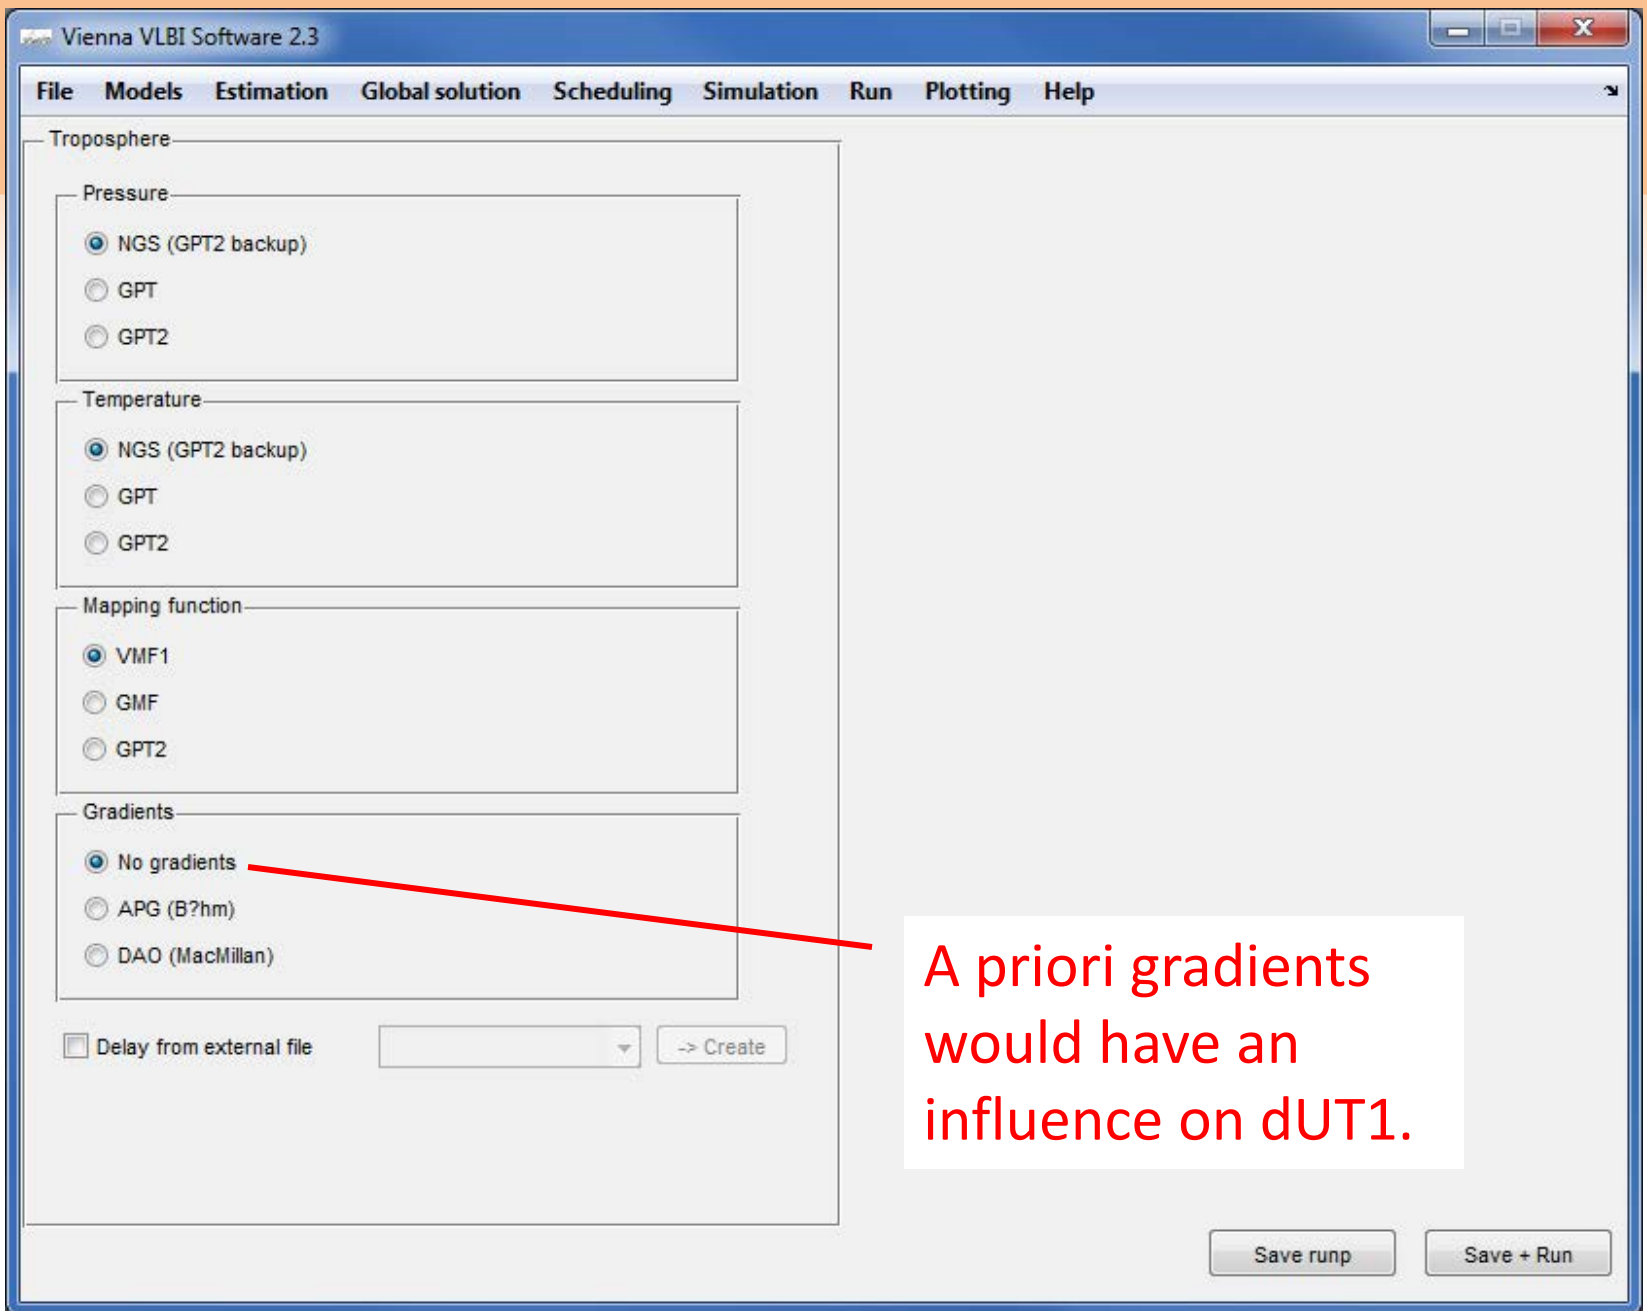 Vienna VLBI Software 2.3
File Models Estimation Global solution Scheduling Simulation Run Plotting Help
Troposphere
Pressure
NGS (GPT2 backup)
GPT
GPT2
Temperature
NGS (GPT2 backup)
GPT
GPT2
Mapping function
VMF1
GMF
GPT2
Gradients
No gradients
APG (B?hm)
DAO (MacMillan)
Delay from external file
-> Create
A priori gradients
would have an
influence on dUT1.
Save runp
Save + Run